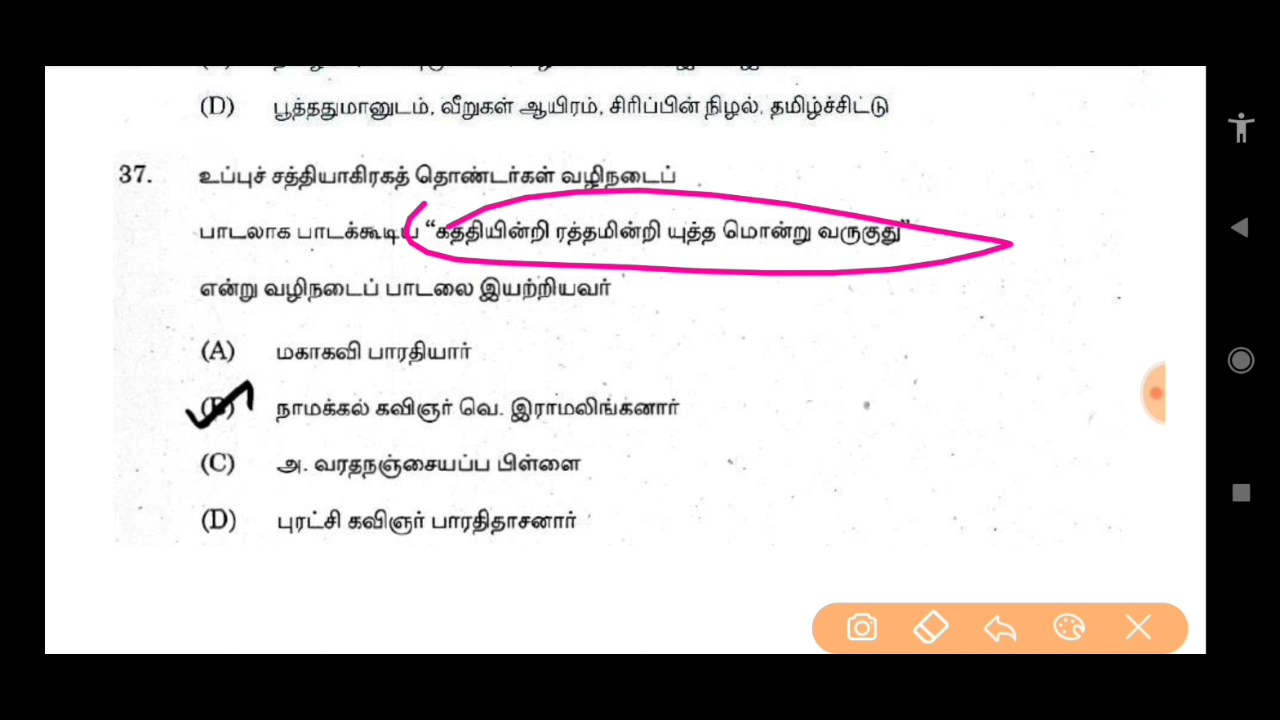 (D) பூத்ததுமானுடம், வீறுகள் ஆயிரம், சிரிப்பின் நிழல், தமிழ்ச்சிட்டு
37. உப்புச் சத்தியாகிரகத் தொண்டர்கள் வழிநடைப்
பாடலாக பாடக்கூடிய “கத்தியின்றி ரத்தமின்றி யுத்த மொன்று வருகுது”
என்று வழிநடைப் பாடலை இயற்றியவர்
(A) மகாகவி பாரதியார்
(B) நாமக்கல் கவிஞர் வெ. இராமலிங்கனார்
(C) அ. வரதநஞ்சையப்ப பிள்ளை
(D) புரட்சி கவிஞர் பாரதிதாசனார்